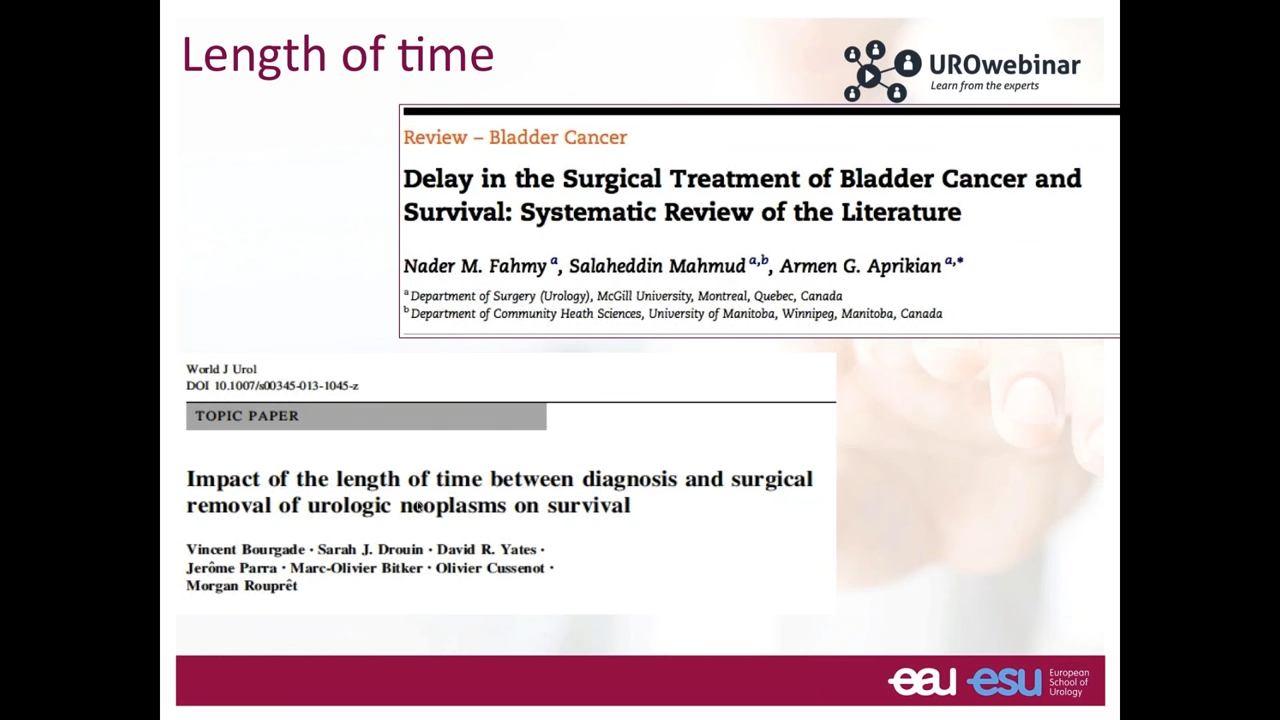 Length of time
UROwebinar
Learn from the experts
Review – Bladder Cancer
Delay in the Surgical Treatment of Bladder Cancer and
Survival: Systematic Review of the Literature
Nader M. Fahmy a, Salaheddin Mahmud a,b, Armen G. Aprikian a,*
a Department of Surgery (Urology), McGill University, Montreal, Quebec, Canada
b Department of Community Heath Sciences, University of Manitoba, Winnipeg, Manitoba, Canada
World J Urol
DOI 10.1007/s00345-013-1045-z
TOPIC PAPER
Impact of the length of time between diagnosis and surgical
removal of urologic neoplasms on survival
Vincent Bourgade · Sarah J. Drouin · David R. Yates ·
Jerôme Parra · Marc-Olivier Bitker · Olivier Cussenot ·
Morgan Rouprêt
eau esu European
School of
Urology